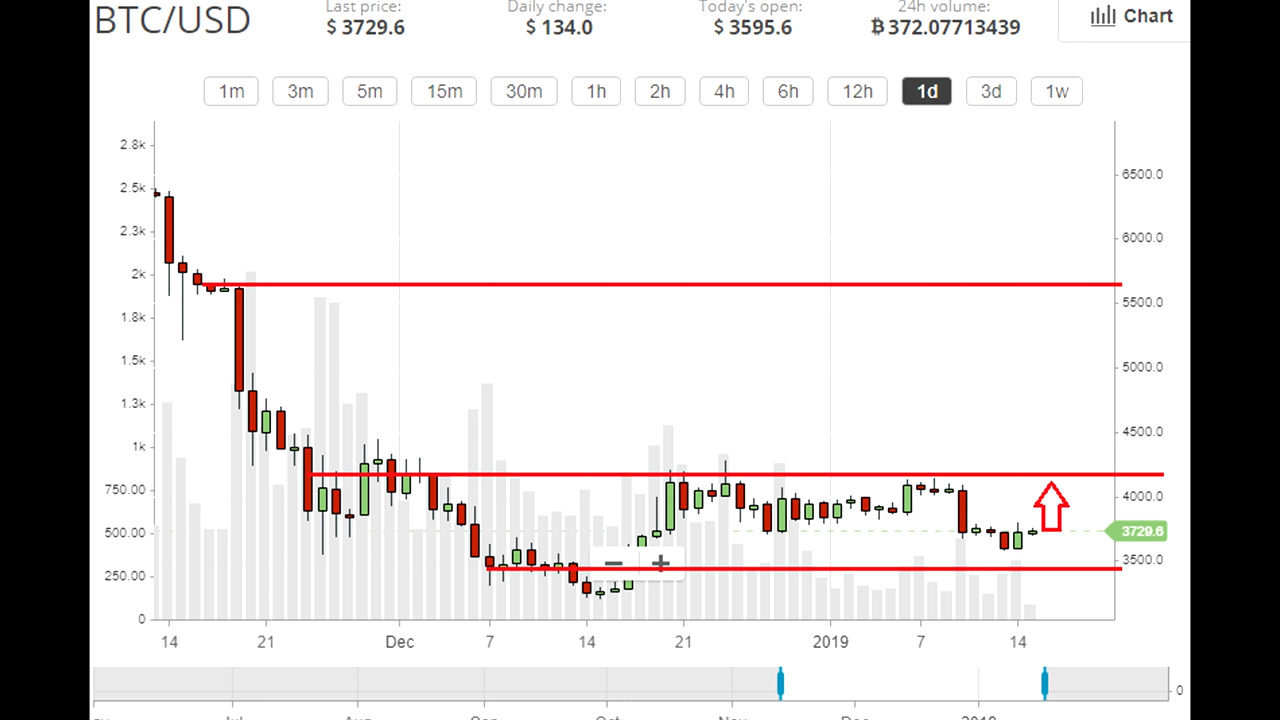 BTC/USD
Last price: Daily change: Today's open: 24h volume:
$ 3729.6 $ 134.0 $ 3595.6 ฿372.07713439
Chart
1m 3m 5m 15m 30m 1h 2h 4h 6h 12h 1d 3d 1w
2.8k
2.5k
2.3k
2k
1.8k
1.5k
1.3k
1k
750.00
500.00
250.00
0
6500.0
6000.0
5500.0
5000.0
4500.0
4000.0
3729.6
3500.0
− +
14 21 Dec 7 14 21 2019 7 14
0